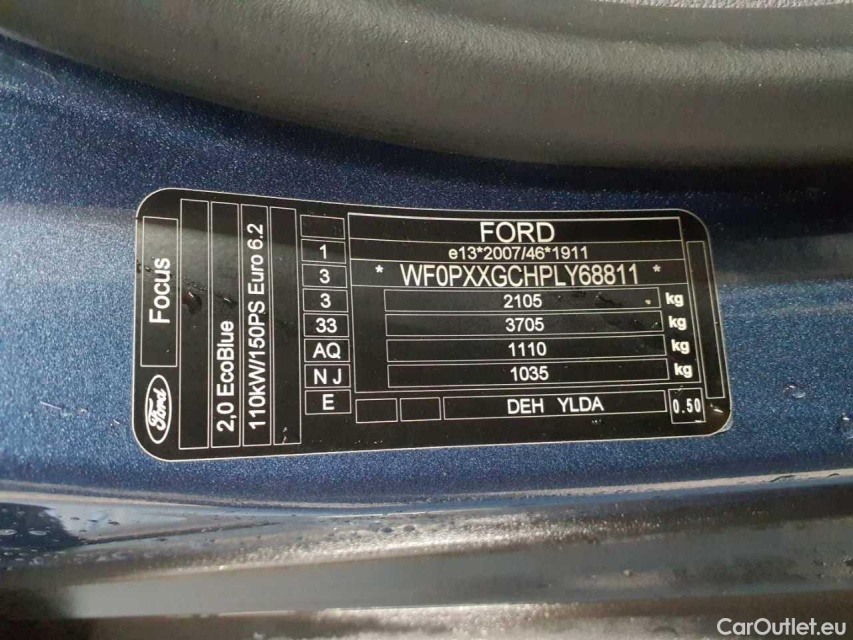 Focus
Ford
2,0 EcoBlue
110kW/150PS Euro 6.2
1
3
3
33
AQ
N J
E
FORD
e13*2007/46*1911
* WF0PXXGCHPLY68811 *
2105 kg
3705 kg
1110 kg
1035 kg
DEH YLDA 0.50
CarOutlet.eu